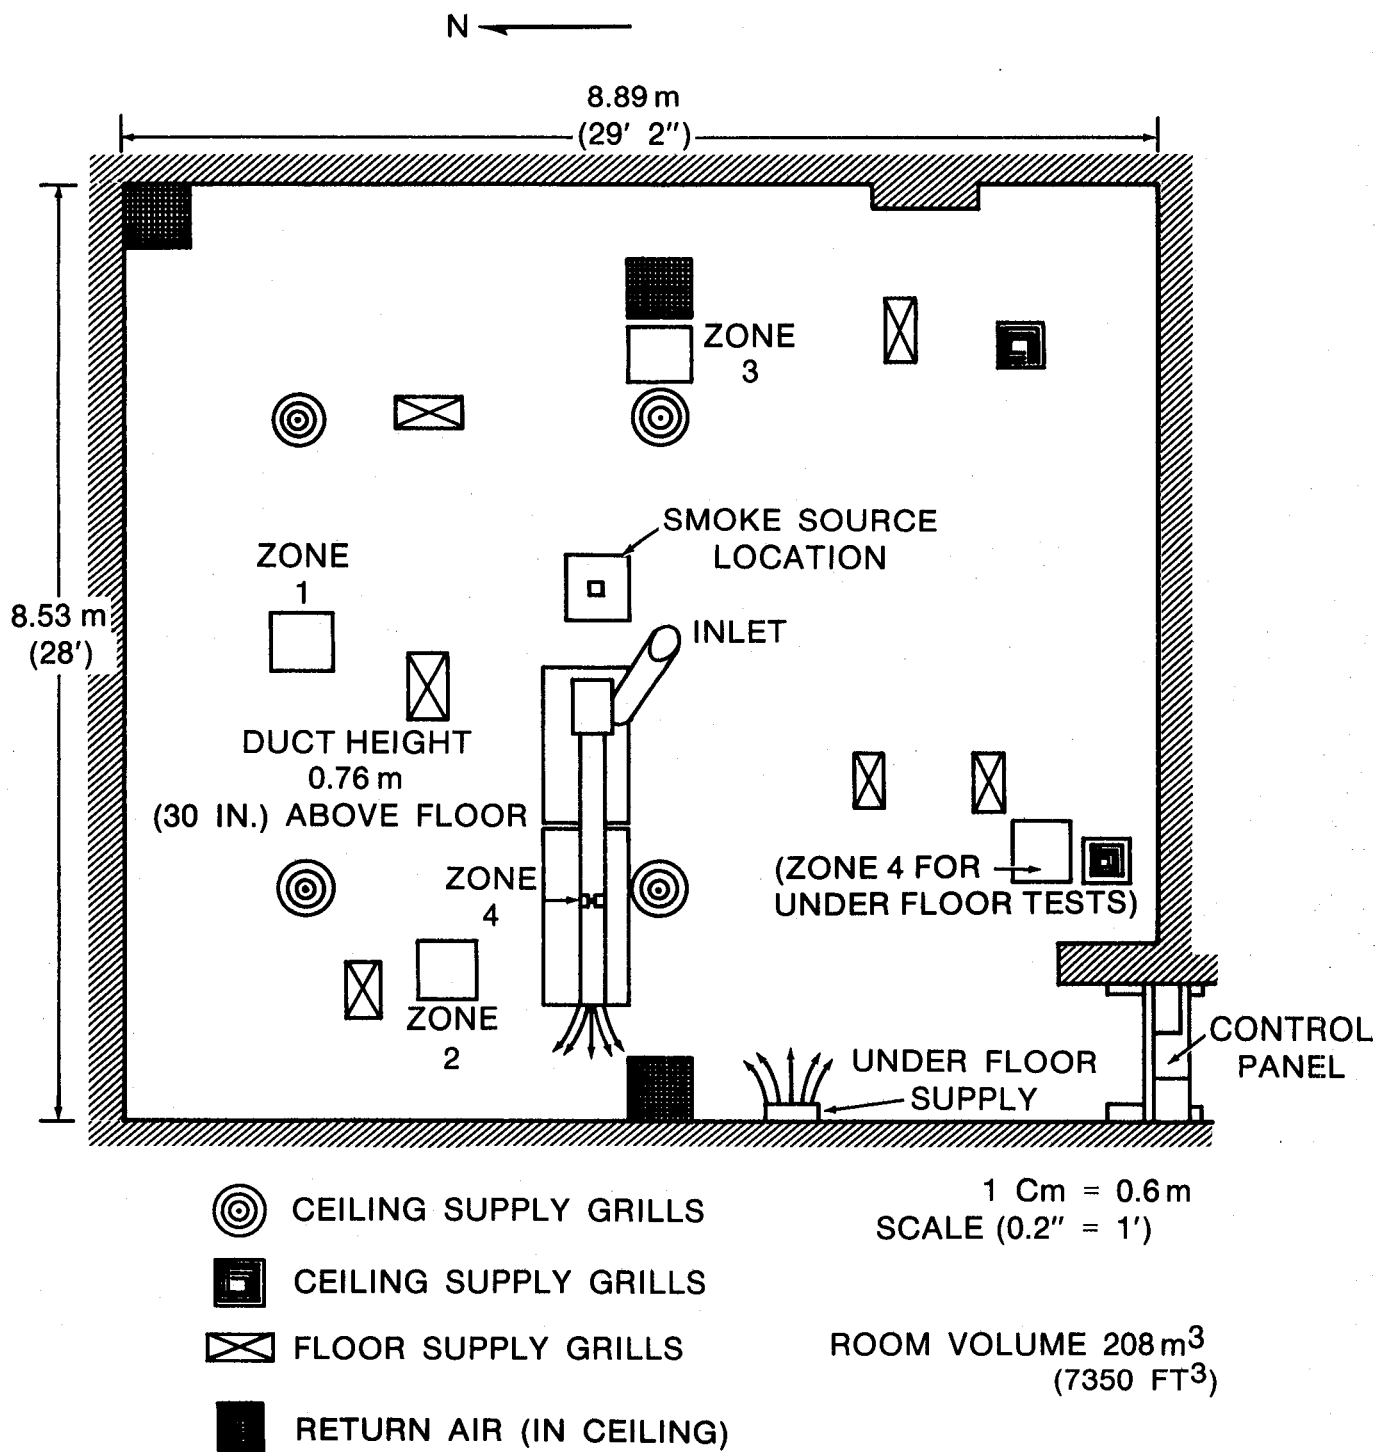 N
8.89 m
(29' 2")
ZONE
3
SMOKE SOURCE
LOCATION
ZONE
1
8.53 m
(28')
INLET
DUCT HEIGHT
0.76 m
(30 IN.) ABOVE FLOOR
ZONE
4
(ZONE 4 FOR
UNDER FLOOR TESTS)
ZONE
2
UNDER FLOOR
SUPPLY
CONTROL
PANEL
CEILING SUPPLY GRILLS
CEILING SUPPLY GRILLS
FLOOR SUPPLY GRILLS
RETURN AIR (IN CEILING)
1 Cm = 0.6 m
SCALE (0.2" = 1')
ROOM VOLUME 208 m³
(7350 FT³)